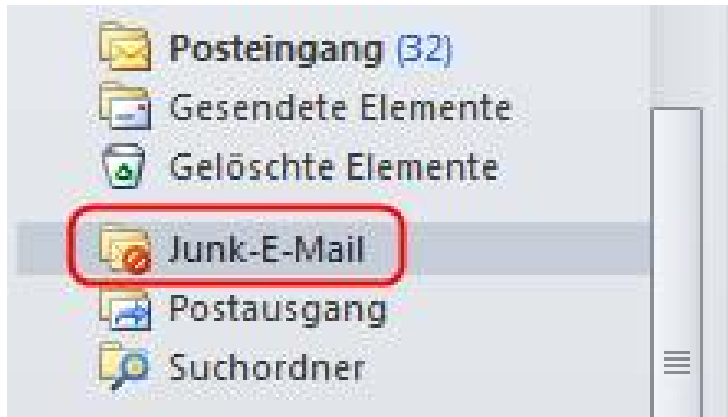 Posteingang (32)
Gesendete Elemente
Gelöschte Elemente
Junk-E-Mail
Postausgang
Suchordner